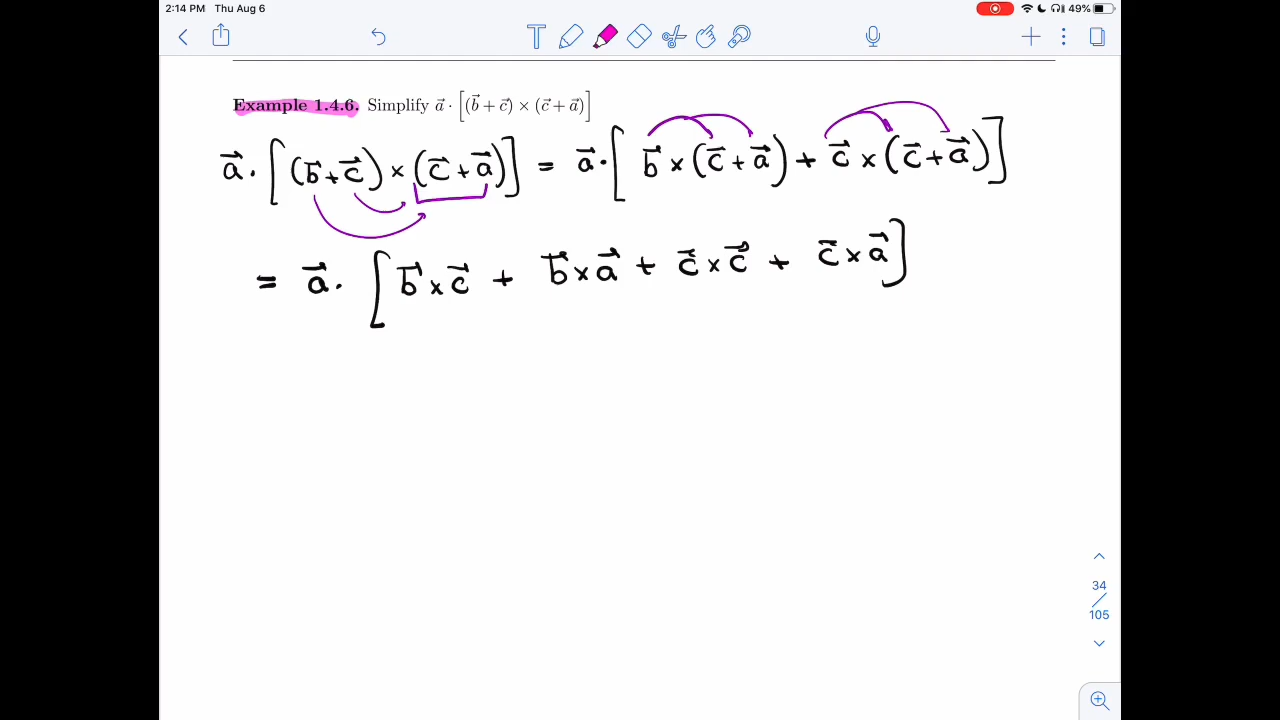 2:14 PM Thu Aug 6 49%
T
Example 1.4.6. Simplify a⃗ · [(b⃗ + c⃗) × (c⃗ + a⃗)]
a⃗ · [(b⃗ + c⃗) × (c⃗ + a⃗)] = a⃗ · [b⃗ × (c⃗ + a⃗) + c⃗ × (c⃗ + a⃗)]
= a⃗ · [b⃗ × c⃗ + b⃗ × a⃗ + c⃗ × c⃗ + c⃗ × a⃗]
34
105